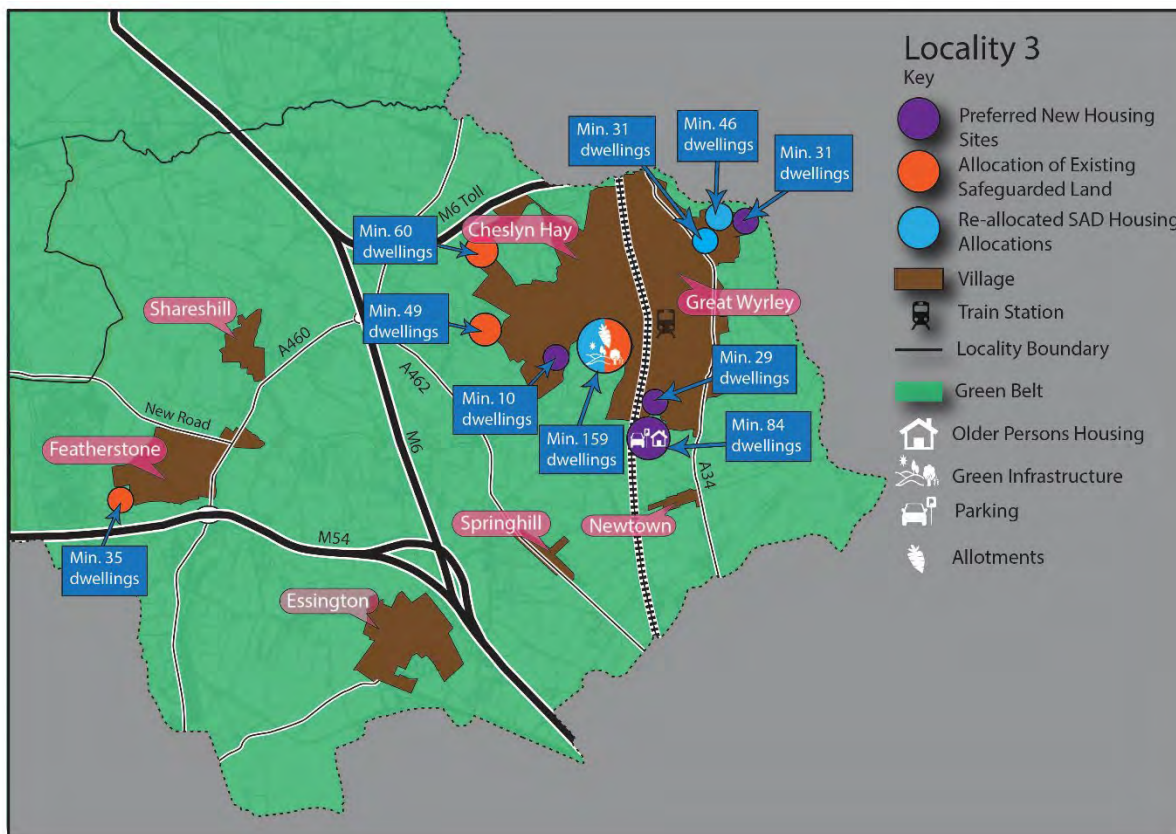 Locality 3
Key
Preferred New Housing
Sites
Allocation of Existing
Safeguarded Land
Re-allocated SAD Housing
Allocations
Village
Train Station
Locality Boundary
Green Belt
Older Persons Housing
Green Infrastructure
Parking
Allotments
Min. 31
dwellings
Min. 46
dwellings
Min. 31
dwellings
M6 Toll
Cheslyn Hay
Min. 60
dwellings
Great Wyrley
Shareshill
Min. 49
dwellings
A460
A462
Min. 29
dwellings
Min. 10
dwellings
New Road
Min. 159
dwellings
Min. 84
dwellings
Featherstone
M6
A34
Springhill
Newtown
M54
Min. 35
dwellings
Essington
P